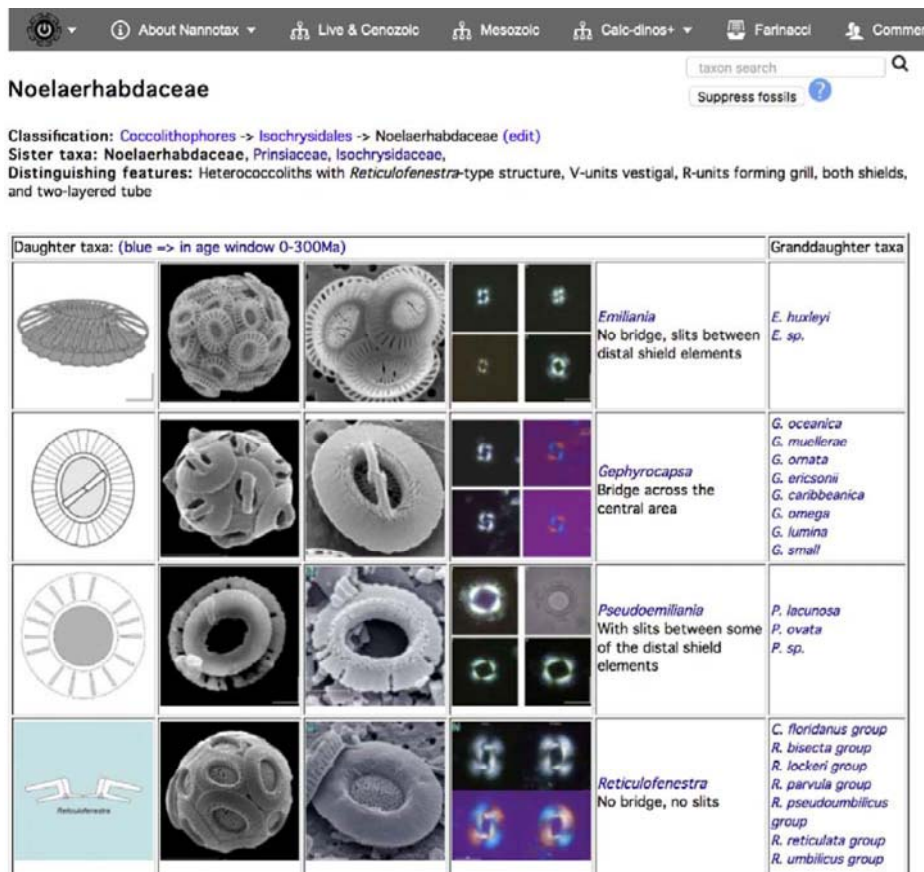 About Nannotax
Live & Cenozoic
Mesozoic
Calc-dinos+
Farinacci
Commer
taxon search
Noelaerhabdaceae
Suppress fossils
?
Classification: Coccolithophores -> Isochrysidales -> Noelaerhabdaceae (edit)
Sister taxa: Noelaerhabdaceae, Prinsiaceae, Isochrysidaceae,
Distinguishing features: Heterococcoliths with Reticulofenestra-type structure, V-units vestigal, R-units forming grill, both shields,
and two-layered tube
Daughter taxa: (blue => in age window 0-300Ma)
Granddaughter taxa
Emiliania
No bridge, slits between
distal shield elements
E. huxleyi
E. sp.
Gephyrocapsa
Bridge across the
central area
G. oceanica
G. muellerae
G. ornata
G. ericsonii
G. caribbeanica
G. omega
G. lumina
G. small
Pseudoemiliania
With slits between some
of the distal shield
elements
P. lacunosa
P. ovata
P. sp.
Reticulofenestra
Reticulofenestra
No bridge, no slits
C. floridanus group
R. bisecta group
R. lockeri group
R. parvula group
R. pseudoumbilicus
group
R. reticulata group
R. umbilicus group